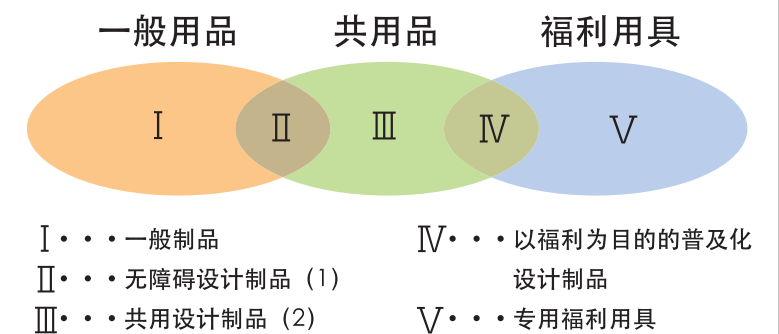 一般用品 共用品 福利用具
Ⅰ Ⅱ Ⅲ Ⅳ Ⅴ
Ⅰ・・・一般制品
Ⅱ・・・无障碍设计制品（1）
Ⅲ・・・共用设计制品（2）
Ⅳ・・・以福利为目的的普及化
设计制品
Ⅴ・・・专用福利用具